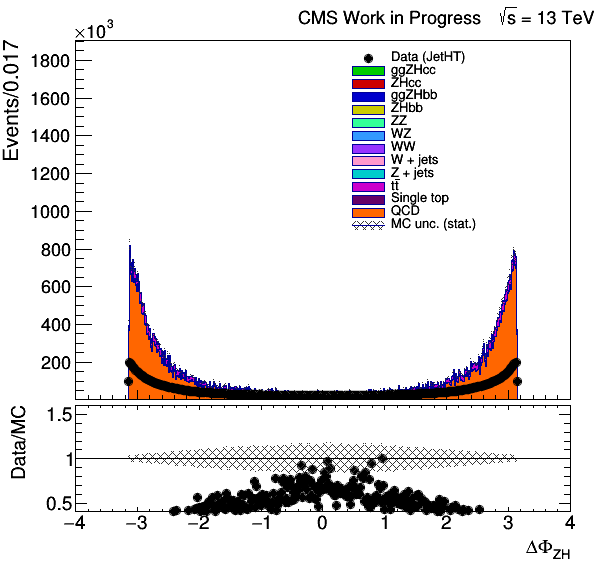 CMS Work in Progress √s = 13 TeV
×10³
Events/0.017
1800
1600
1400
1200
1000
800
600
400
200
Data (JetHT)
ggZHcc
ZHcc
ggZHbb
ZHbb
ZZ
WZ
WW
W + jets
Z + jets
tt̄
Single top
QCD
MC unc. (stat.)
Data/MC
1.5
1
0.5
−4 −3 −2 −1 0 1 2 3 4
ΔΦZH